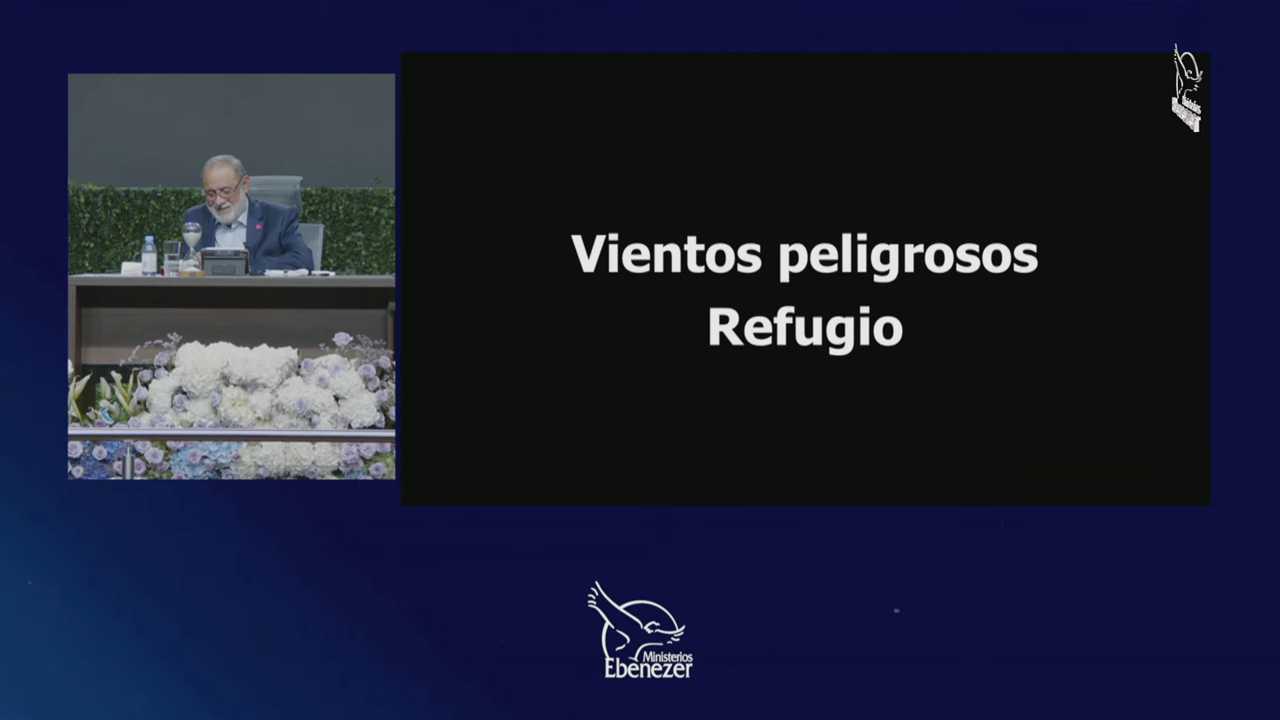 Vientos peligrosos
Refugio
Ministerios
Ebenezer